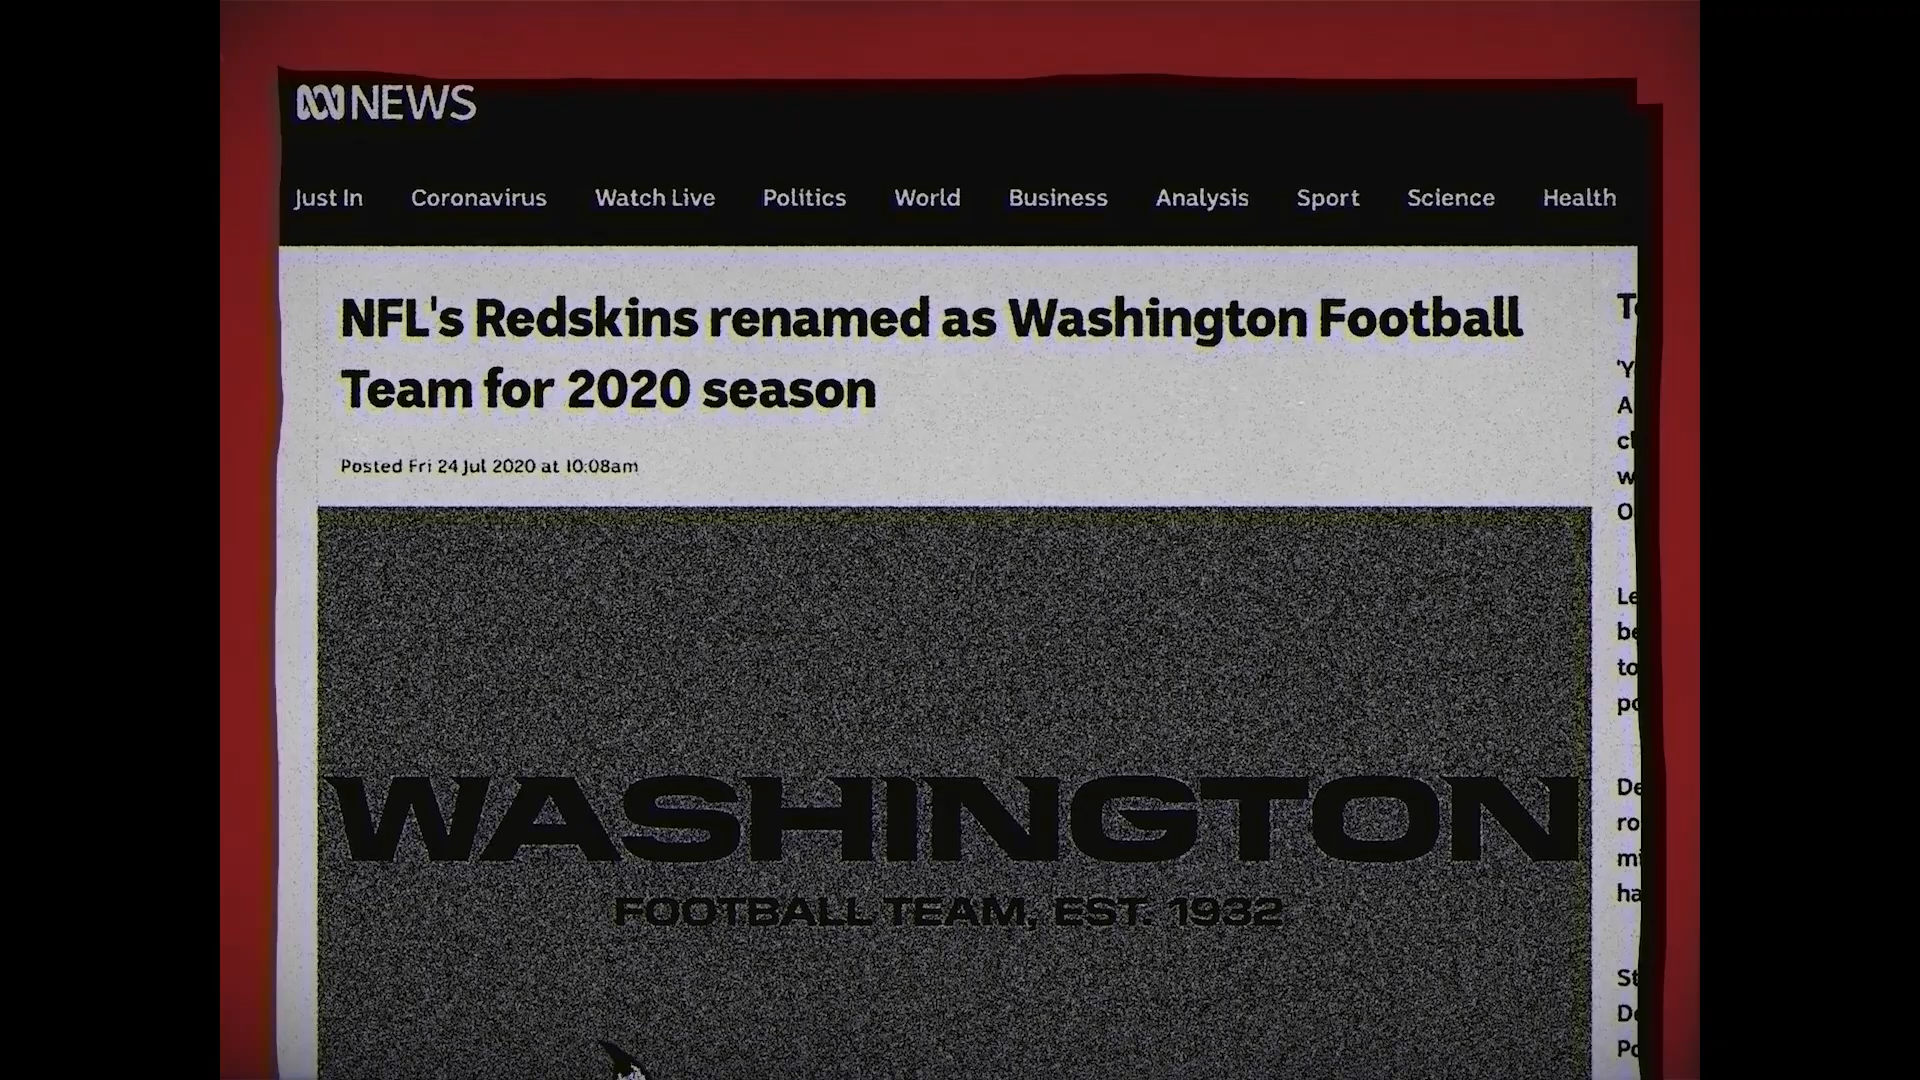 NEWS
Just In Coronavirus Watch Live Politics World Business Analysis Sport Science Health
NFL's Redskins renamed as Washington Football
Team for 2020 season
Posted Fri 24 Jul 2020 at 10:08am
WASHINGTON
FOOTBALL TEAM, EST. 1932